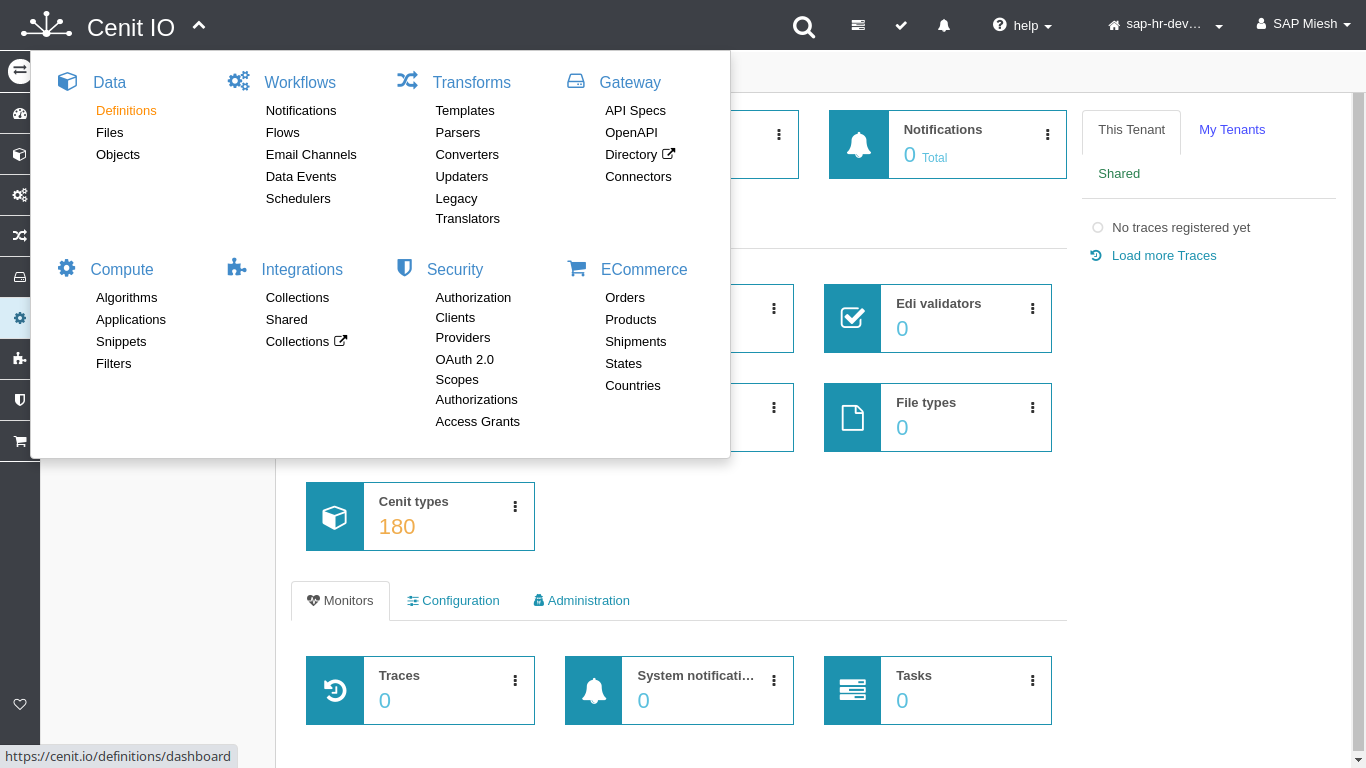 Cenit IO
help
sap-hr-dev…
SAP Miesh
Data
Definitions
Files
Objects
Workflows
Notifications
Flows
Email Channels
Data Events
Schedulers
Transforms
Templates
Parsers
Converters
Updaters
Legacy
Translators
Gateway
API Specs
OpenAPI
Directory
Connectors
Compute
Algorithms
Applications
Snippets
Filters
Integrations
Collections
Shared
Collections
Security
Authorization
Clients
Providers
OAuth 2.0
Scopes
Authorizations
Access Grants
ECommerce
Orders
Products
Shipments
States
Countries
Notifications
0 Total
This Tenant
My Tenants
Shared
No traces registered yet
Load more Traces
Edi validators
0
File types
0
Cenit types
180
Monitors
Configuration
Administration
Traces
0
System notificati…
0
Tasks
0
https://cenit.io/definitions/dashboard